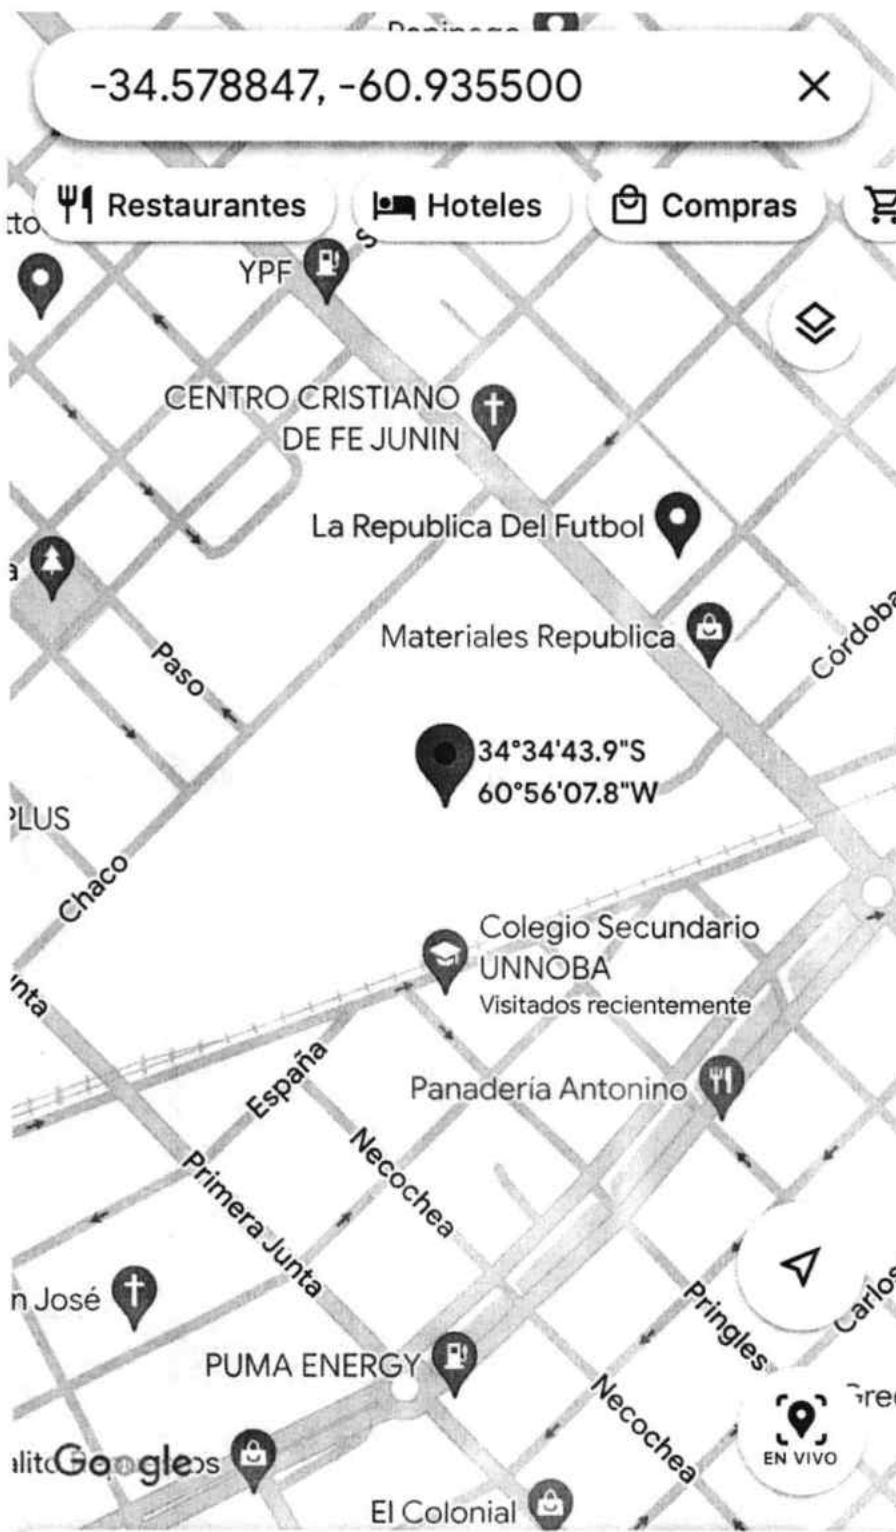 -34.578847, -60.935500
Restaurantes
Hoteles
Compras
YPF
CENTRO CRISTIANO
DE FE JUNIN
La Republica Del Futbol
Materiales Republica
Córdoba
Paso
34°34'43.9"S
60°56'07.8"W
PLUS
Chaco
Colegio Secundario
UNNOBA
Visitados recientemente
España
Panadería Antonino
Necochea
Primera Junta
n José
Pringles
Carlos
PUMA ENERGY
Necochea
EN VIVO
Google
El Colonial